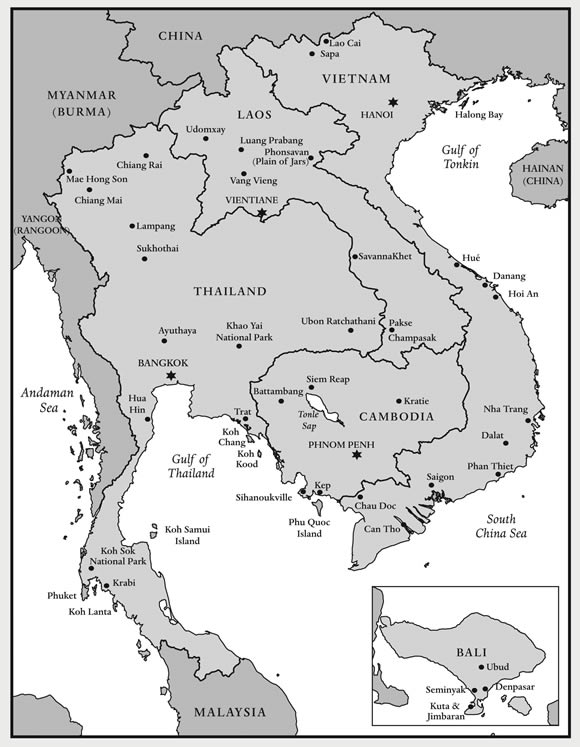 CHINA
Lao Cai
Sapa
VIETNAM
MYANMAR
(BURMA)
LAOS
HANOI
Halong Bay
Udomxay
Luang Prabang
Phonsavan
(Plain of Jars)
Gulf of
Tonkin
Chiang Rai
HAINAN
(CHINA)
Mae Hong Son
Vang Vieng
Chiang Mai
VIENTIANE
YANGON
(RANGOON)
Lampang
Sukhothai
SavannaKhet
Hué
Danang
Hoi An
THAILAND
Ayuthaya
Khao Yai
National Park
Ubon Ratchathani
Pakse
Champasak
BANGKOK
Siem Reap
Battambang
Kratie
Andaman
Sea
Hua
Hin
Trat
Tonle
Sap
CAMBODIA
Nha Trang
Koh
Chang
Koh
Kood
PHNOM PENH
Dalat
Gulf of
Thailand
Phan Thiet
Sihanoukville
Kep
Saigon
Chau Doc
Phu Quoc
Island
Can Tho
South
China Sea
Koh Samui
Island
Koh Sok
National Park
Krabi
Phuket
Koh Lanta
MALAYSIA
BALI
Ubud
Seminyak
Denpasar
Kuta &
Jimbaran